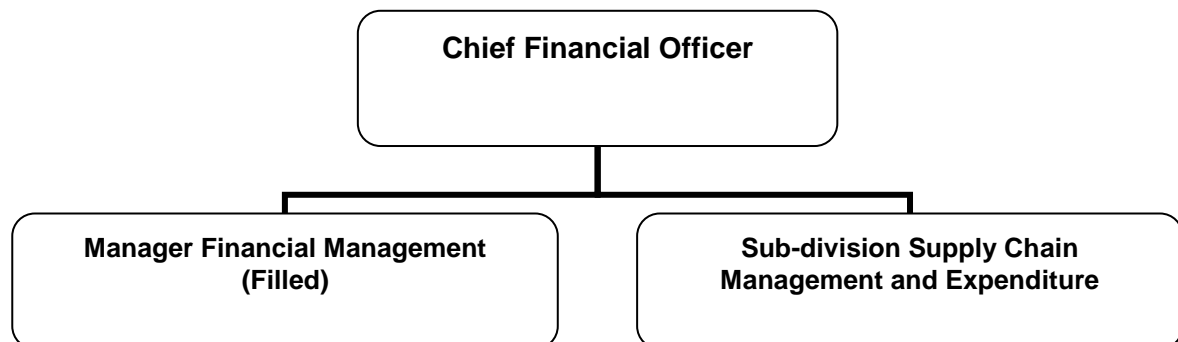 Chief Financial Officer
Manager Financial Management
(Filled)
Sub-division Supply Chain
Management and Expenditure